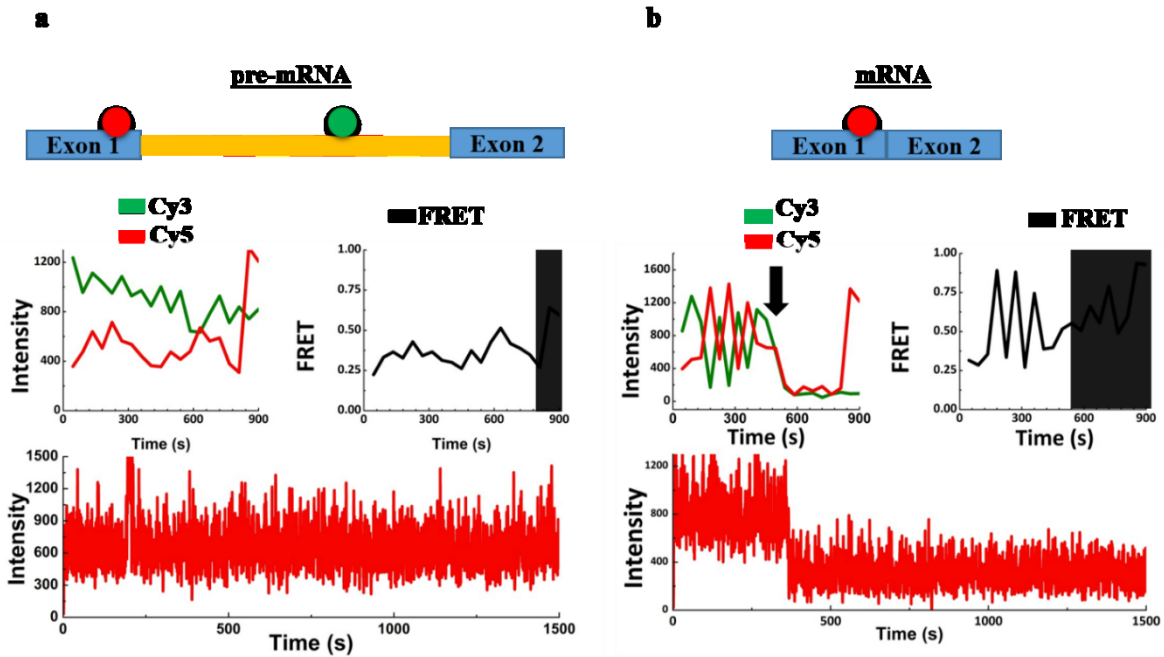 a
pre-mRNA
Exon 1
Exon 2
Cy3
Cy5
FRET
Intensity
1200
800
400
0
0
300
600
900
Time (s)
FRET
1.00
0.75
0.50
0.25
0.00
0
300
600
900
Time (s)
Intensity
1500
1200
900
600
300
0
0
500
1000
1500
Time (s)
b
mRNA
Exon 1
Exon 2
Cy3
Cy5
FRET
Intensity
1600
1200
800
400
0
0
300
600
900
Time (s)
FRET
1.00
0.75
0.50
0.25
0.00
0
300
600
900
Time (s)
Intensity
1200
800
400
0
0
500
1000
1500
Time (s)